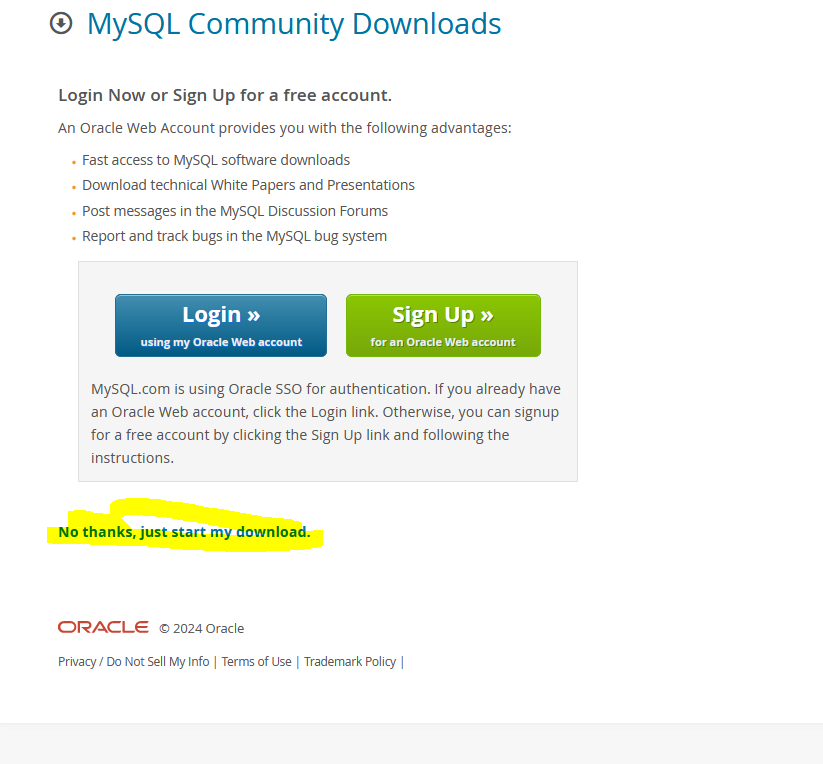 MySQL Community Downloads
Login Now or Sign Up for a free account.
An Oracle Web Account provides you with the following advantages:
Fast access to MySQL software downloads
Download technical White Papers and Presentations
Post messages in the MySQL Discussion Forums
Report and track bugs in the MySQL bug system
Login »
using my Oracle Web account
Sign Up »
for an Oracle Web account
MySQL.com is using Oracle SSO for authentication. If you already have
an Oracle Web account, click the Login link. Otherwise, you can signup
for a free account by clicking the Sign Up link and following the
instructions.
No thanks, just start my download.
ORACLE © 2024 Oracle
Privacy / Do Not Sell My Info | Terms of Use | Trademark Policy |